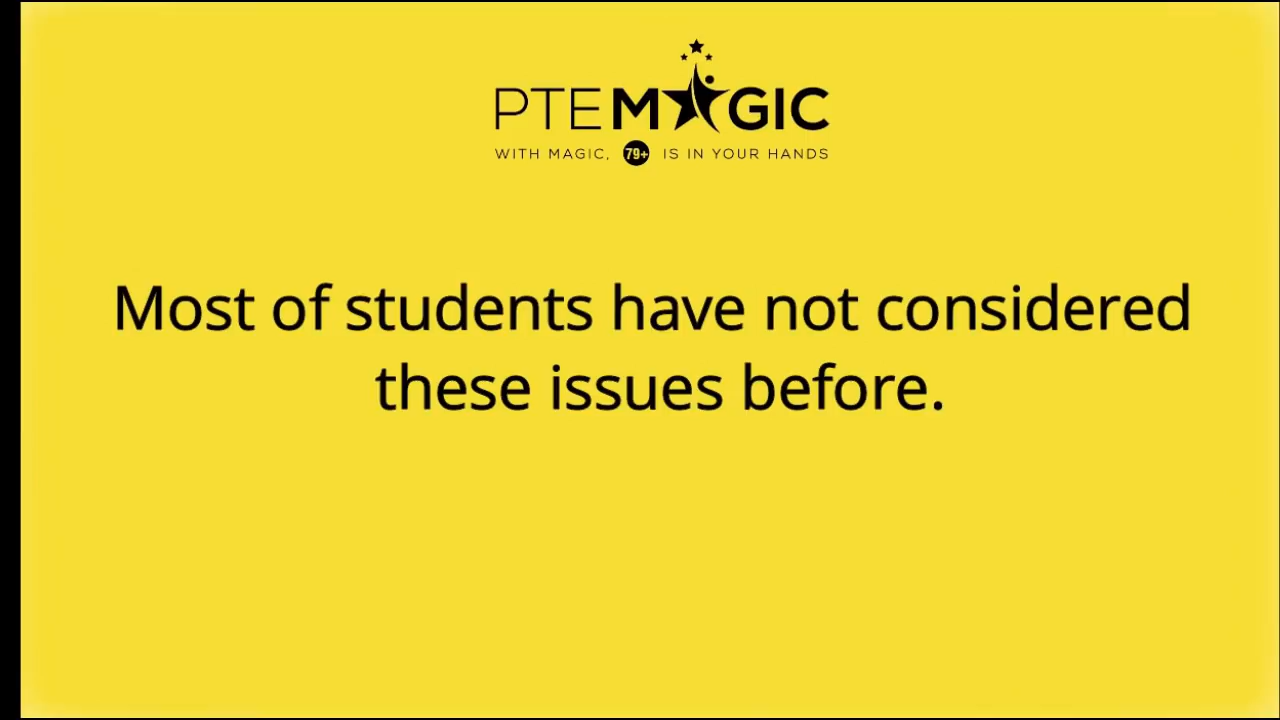 PTEMAGIC
WITH MAGIC, 79+ IS IN YOUR HANDS
Most of students have not considered
these issues before.